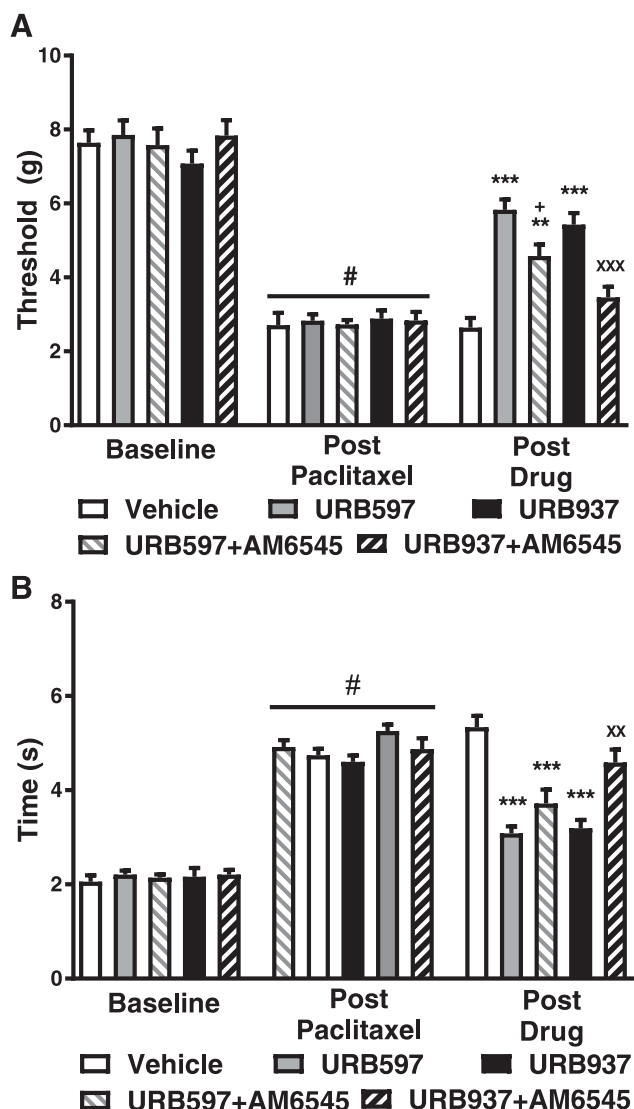 A
10
8
6
4
2
0
Threshold (g)
#
***
+
**
***
xxx
Baseline
Post
Paclitaxel
Post
Drug
Vehicle URB597 URB937
URB597+AM6545 URB937+AM6545
B
8
6
4
2
0
Time (s)
#
***
***
***
xx
Baseline
Post
Paclitaxel
Post
Drug
Vehicle URB597 URB937
URB597+AM6545 URB937+AM6545